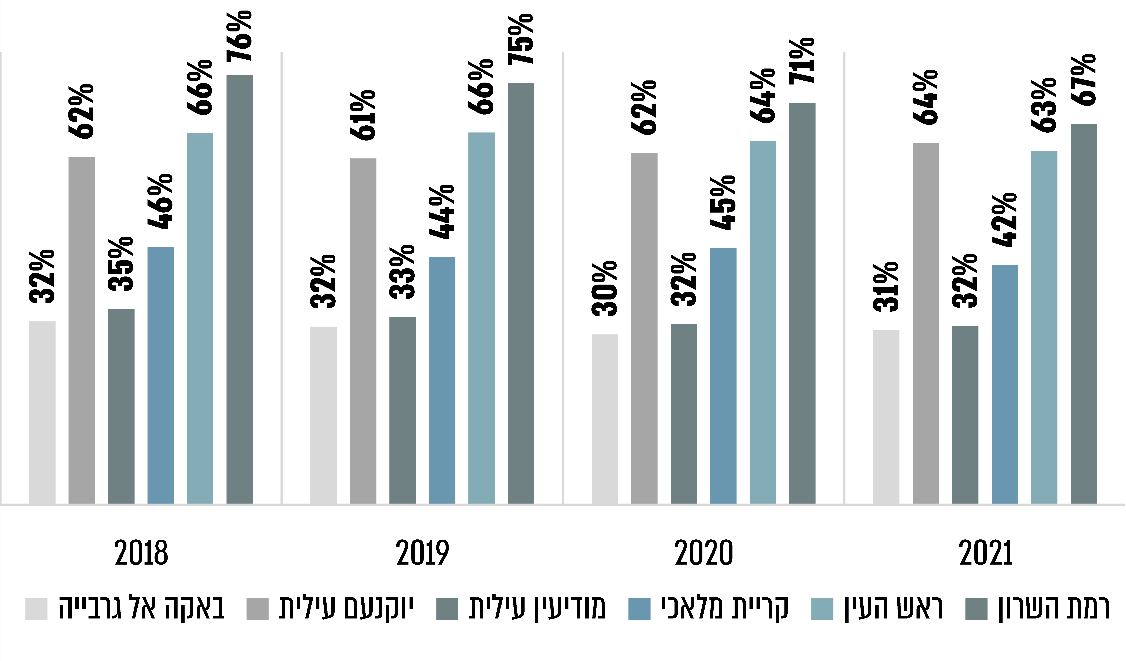 32% 62% 35% 46% 66% 76%
32% 61% 33% 44% 66% 75%
30% 62% 32% 45% 64% 71%
31% 64% 32% 42% 63% 67%
2018 2019 2020 2021
באקה אל גרבייה יוקנעם עילית מודיעין עילית קריית מלאכי ראש העין רמת השרון